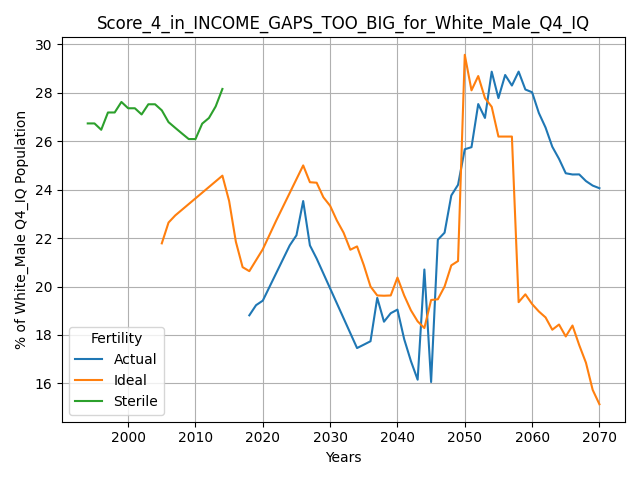 Score_4_in_INCOME_GAPS_TOO_BIG_for_White_Male_Q4_IQ
% of White_Male Q4_IQ Population
30
28
26
24
22
20
18
16
Fertility
Actual
Ideal
Sterile
2000 2010 2020 2030 2040 2050 2060 2070
Years